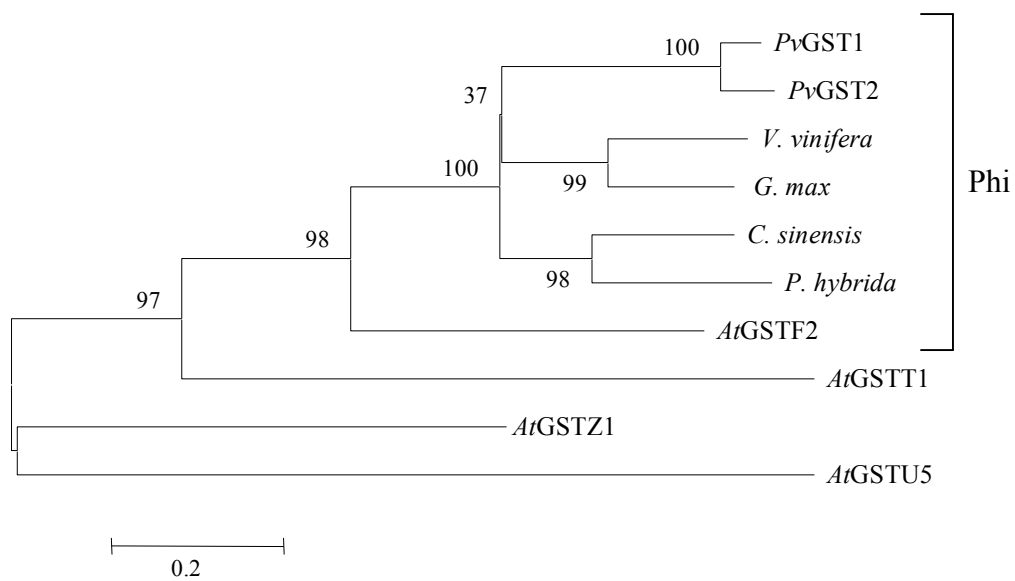 100
PvGST1
PvGST2
37
V. vinifera
100
99
G. max
Phi
C. sinensis
98
98
P. hybrida
97
AtGSTF2
AtGSTT1
AtGSTZ1
AtGSTU5
0.2